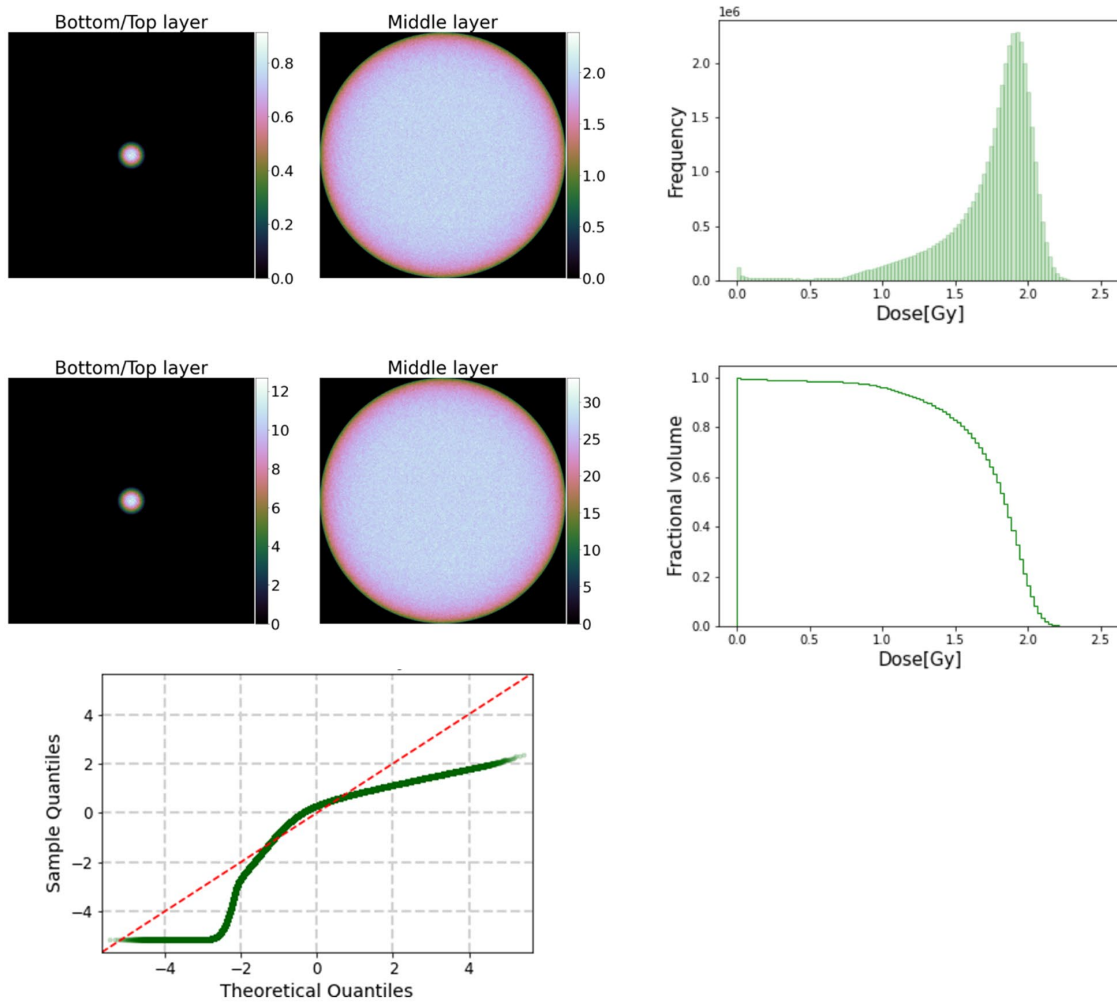 Bottom/Top layer
0.8
0.6
0.4
0.2
0.0
Middle layer
2.0
1.5
1.0
0.5
0.0
1e6
Frequency
2.0
1.5
1.0
0.5
0.0
0.0 0.5 1.0 1.5 2.0 2.5
Dose[Gy]
Bottom/Top layer
12
10
8
6
4
2
0
Middle layer
30
25
20
15
10
5
0
Fractional volume
1.0
0.8
0.6
0.4
0.2
0.0
0.0 0.5 1.0 1.5 2.0 2.5
Dose[Gy]
Sample Quantiles
4
2
0
−2
−4
−4 −2 0 2 4
Theoretical Quantiles